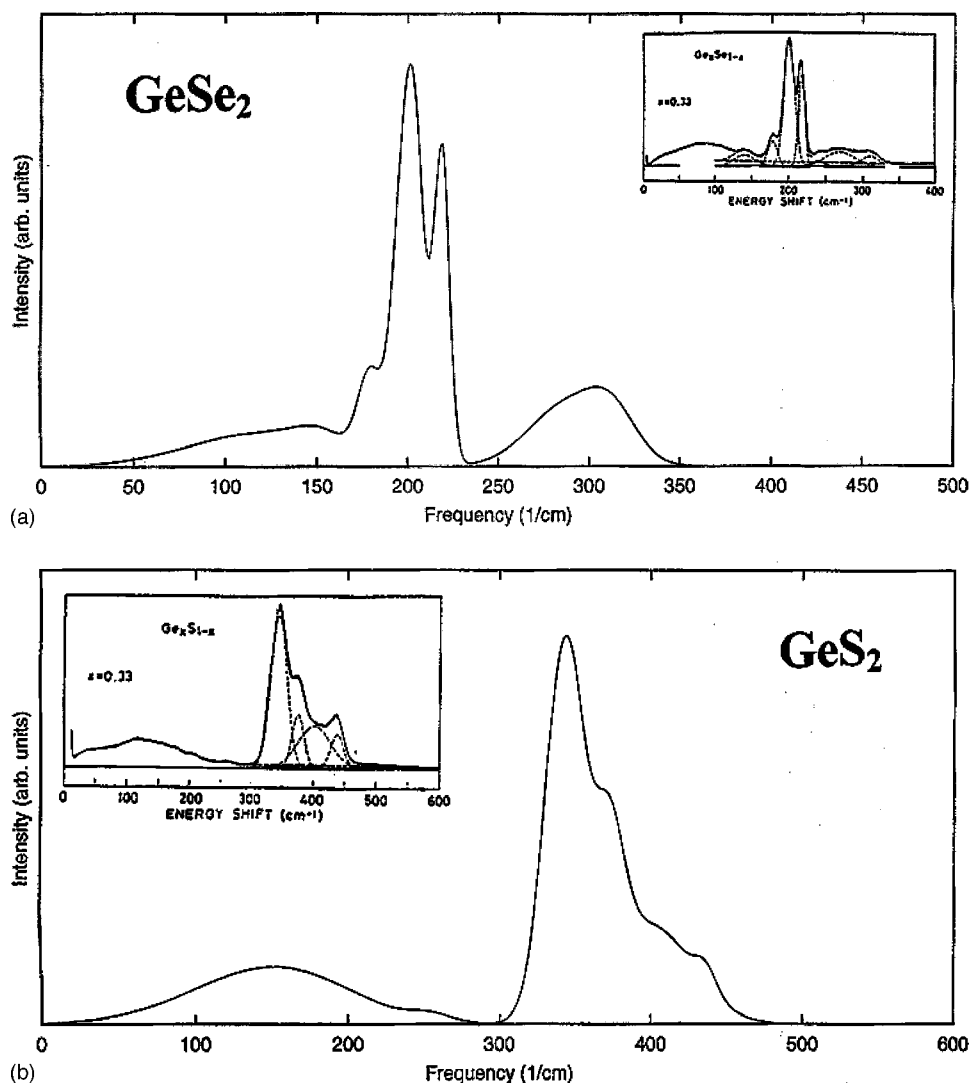 GeSe2
Intensity (arb. units)
GexSe1-x
x=0.33
0 100 200 300 400
ENERGY SHIFT (cm-1)
0 50 100 150 200 250 300 350 400 450 500
Frequency (1/cm)
(a)
GeS2
Intensity (arb. units)
GexS1-x
x=0.33
0 100 200 300 400 500 600
ENERGY SHIFT (cm-1)
0 100 200 300 400 500 600
Frequency (1/cm)
(b)